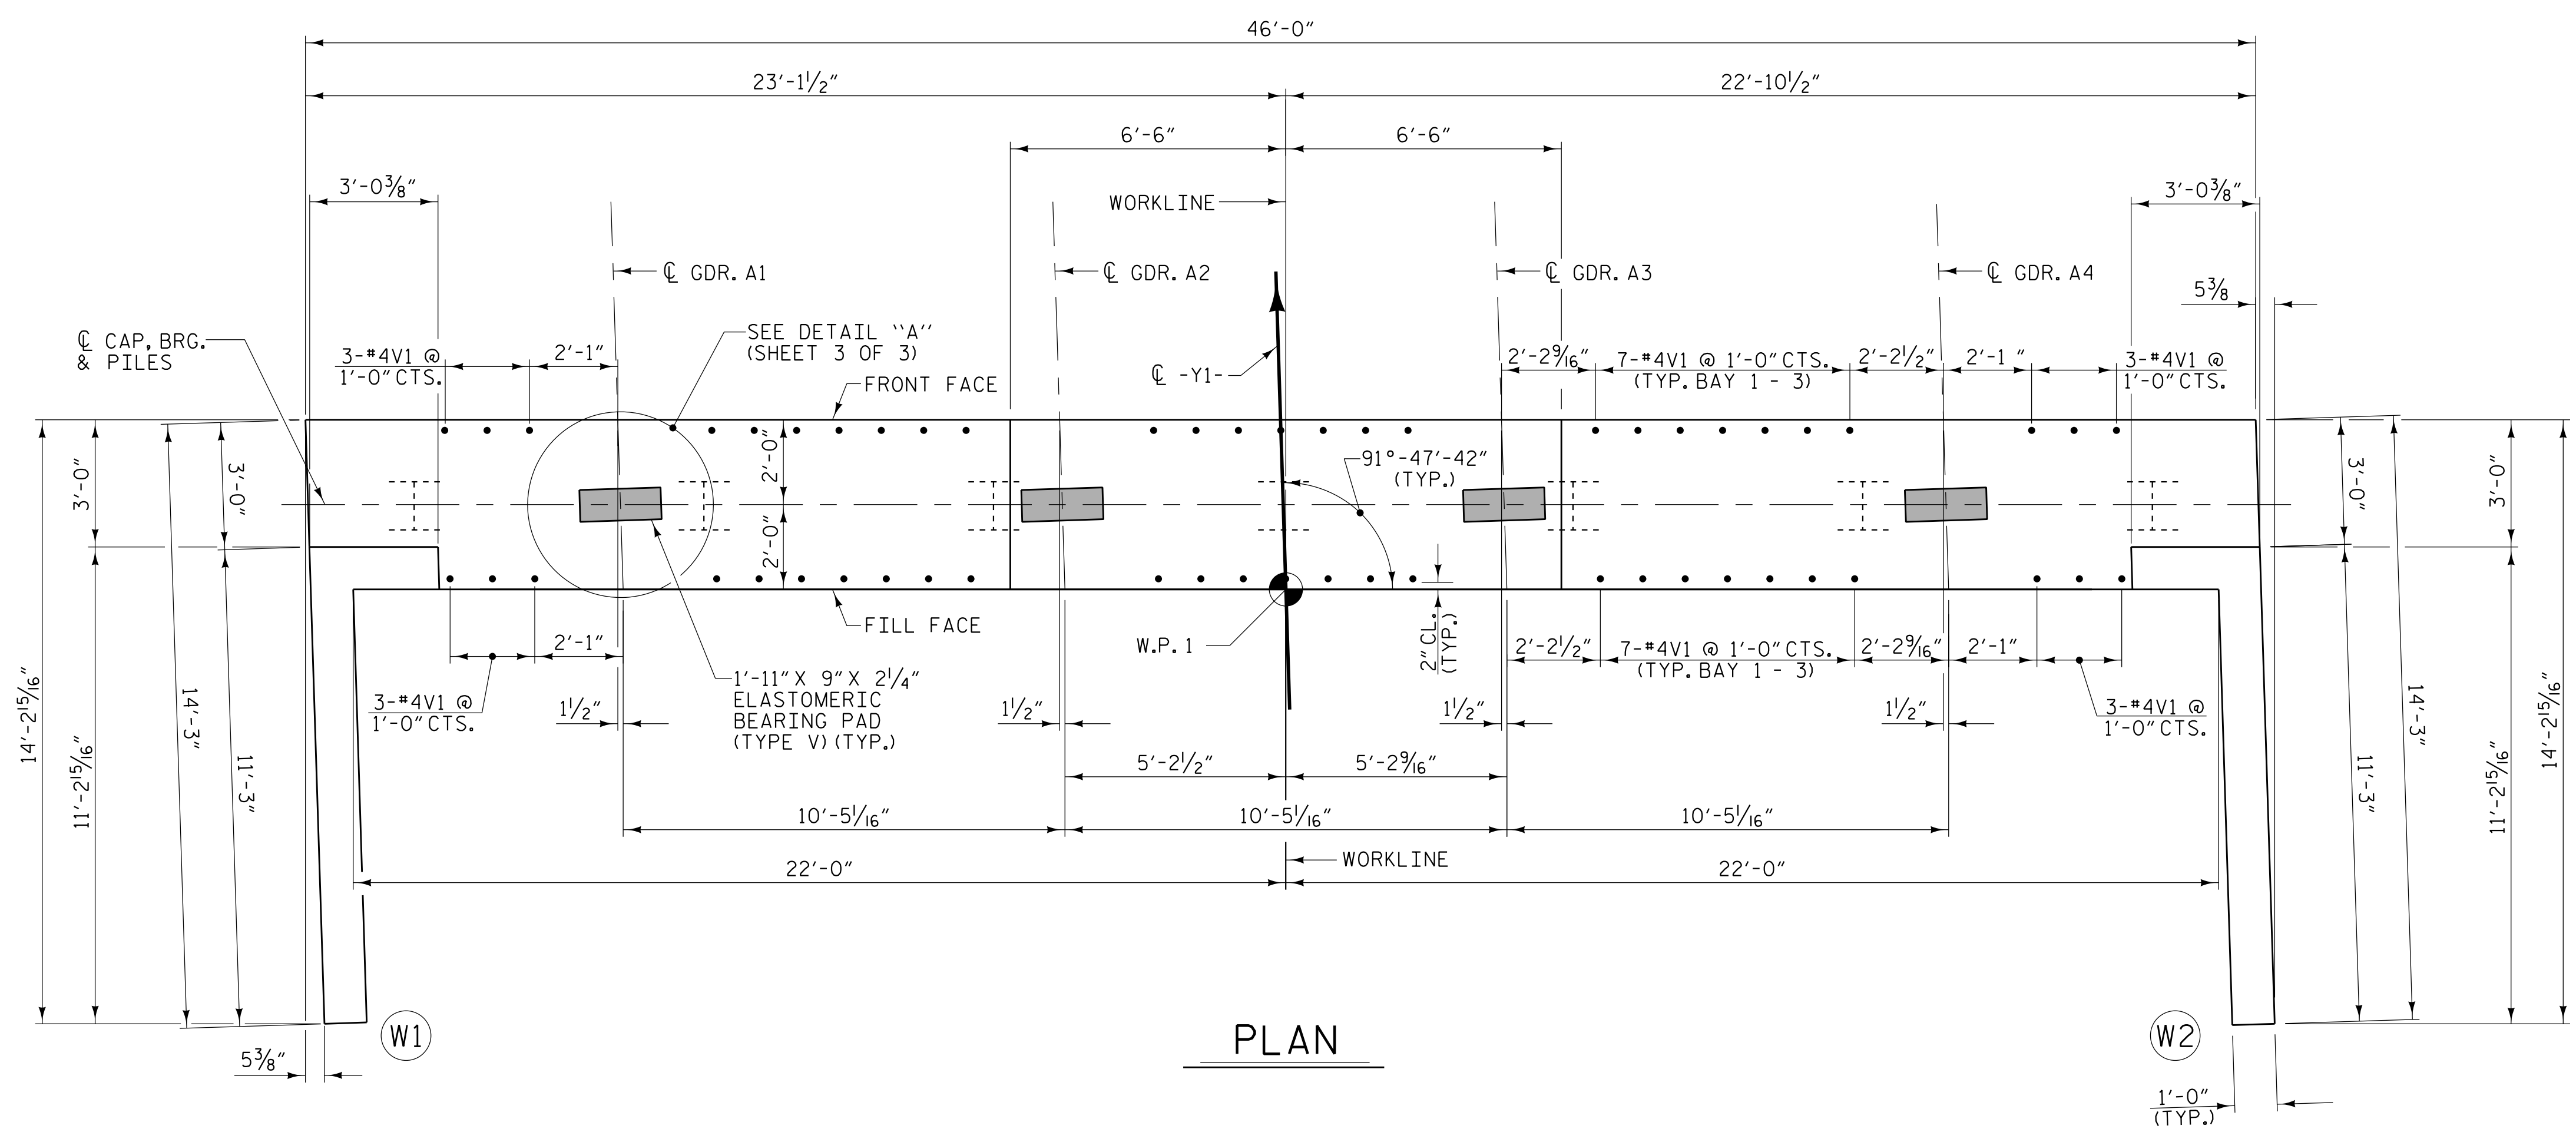 46'-0"
23'-1½"
22'-10½"
6'-6"
6'-6"
3'-0⅜"
WORKLINE
3'-0⅜"
℄ GDR. A1
℄ GDR. A2
℄ GDR. A3
℄ GDR. A4
5⅜
℄ CAP, BRG.
& PILES
3-#4V1 @
1'-0" CTS.
2'-1"
SEE DETAIL "A"
(SHEET 3 OF 3)
FRONT FACE
℄ -Y1-
2'-2⁹⁄₁₆"
7-#4V1 @ 1'-0" CTS.
(TYP. BAY 1 - 3)
2'-2½"
2'-1 "
3-#4V1 @
1'-0" CTS.
3'-0"
3'-0"
2'-0"
2'-0"
91°-47'-42"
(TYP.)
3'-0"
3'-0"
FILL FACE
W.P. 1
2" CL.
(TYP.)
2'-1"
3-#4V1 @
1'-0" CTS.
1½"
1'-11" X 9" X 2¼"
ELASTOMERIC
BEARING PAD
(TYPE V) (TYP.)
1½"
1½"
1½"
2'-2½"
7-#4V1 @ 1'-0" CTS.
(TYP. BAY 1 - 3)
2'-2⁹⁄₁₆"
2'-1"
3-#4V1 @
1'-0" CTS.
14'-2¹⁵⁄₁₆"
11'-2¹⁵⁄₁₆"
14'-3"
11'-3"
5'-2½"
5'-2⁹⁄₁₆"
11'-3"
14'-3"
11'-2¹⁵⁄₁₆"
14'-2¹⁵⁄₁₆"
10'-5¹⁄₁₆"
10'-5¹⁄₁₆"
10'-5¹⁄₁₆"
WORKLINE
22'-0"
22'-0"
W1
W2
5⅜"
PLAN
1'-0"
(TYP.)